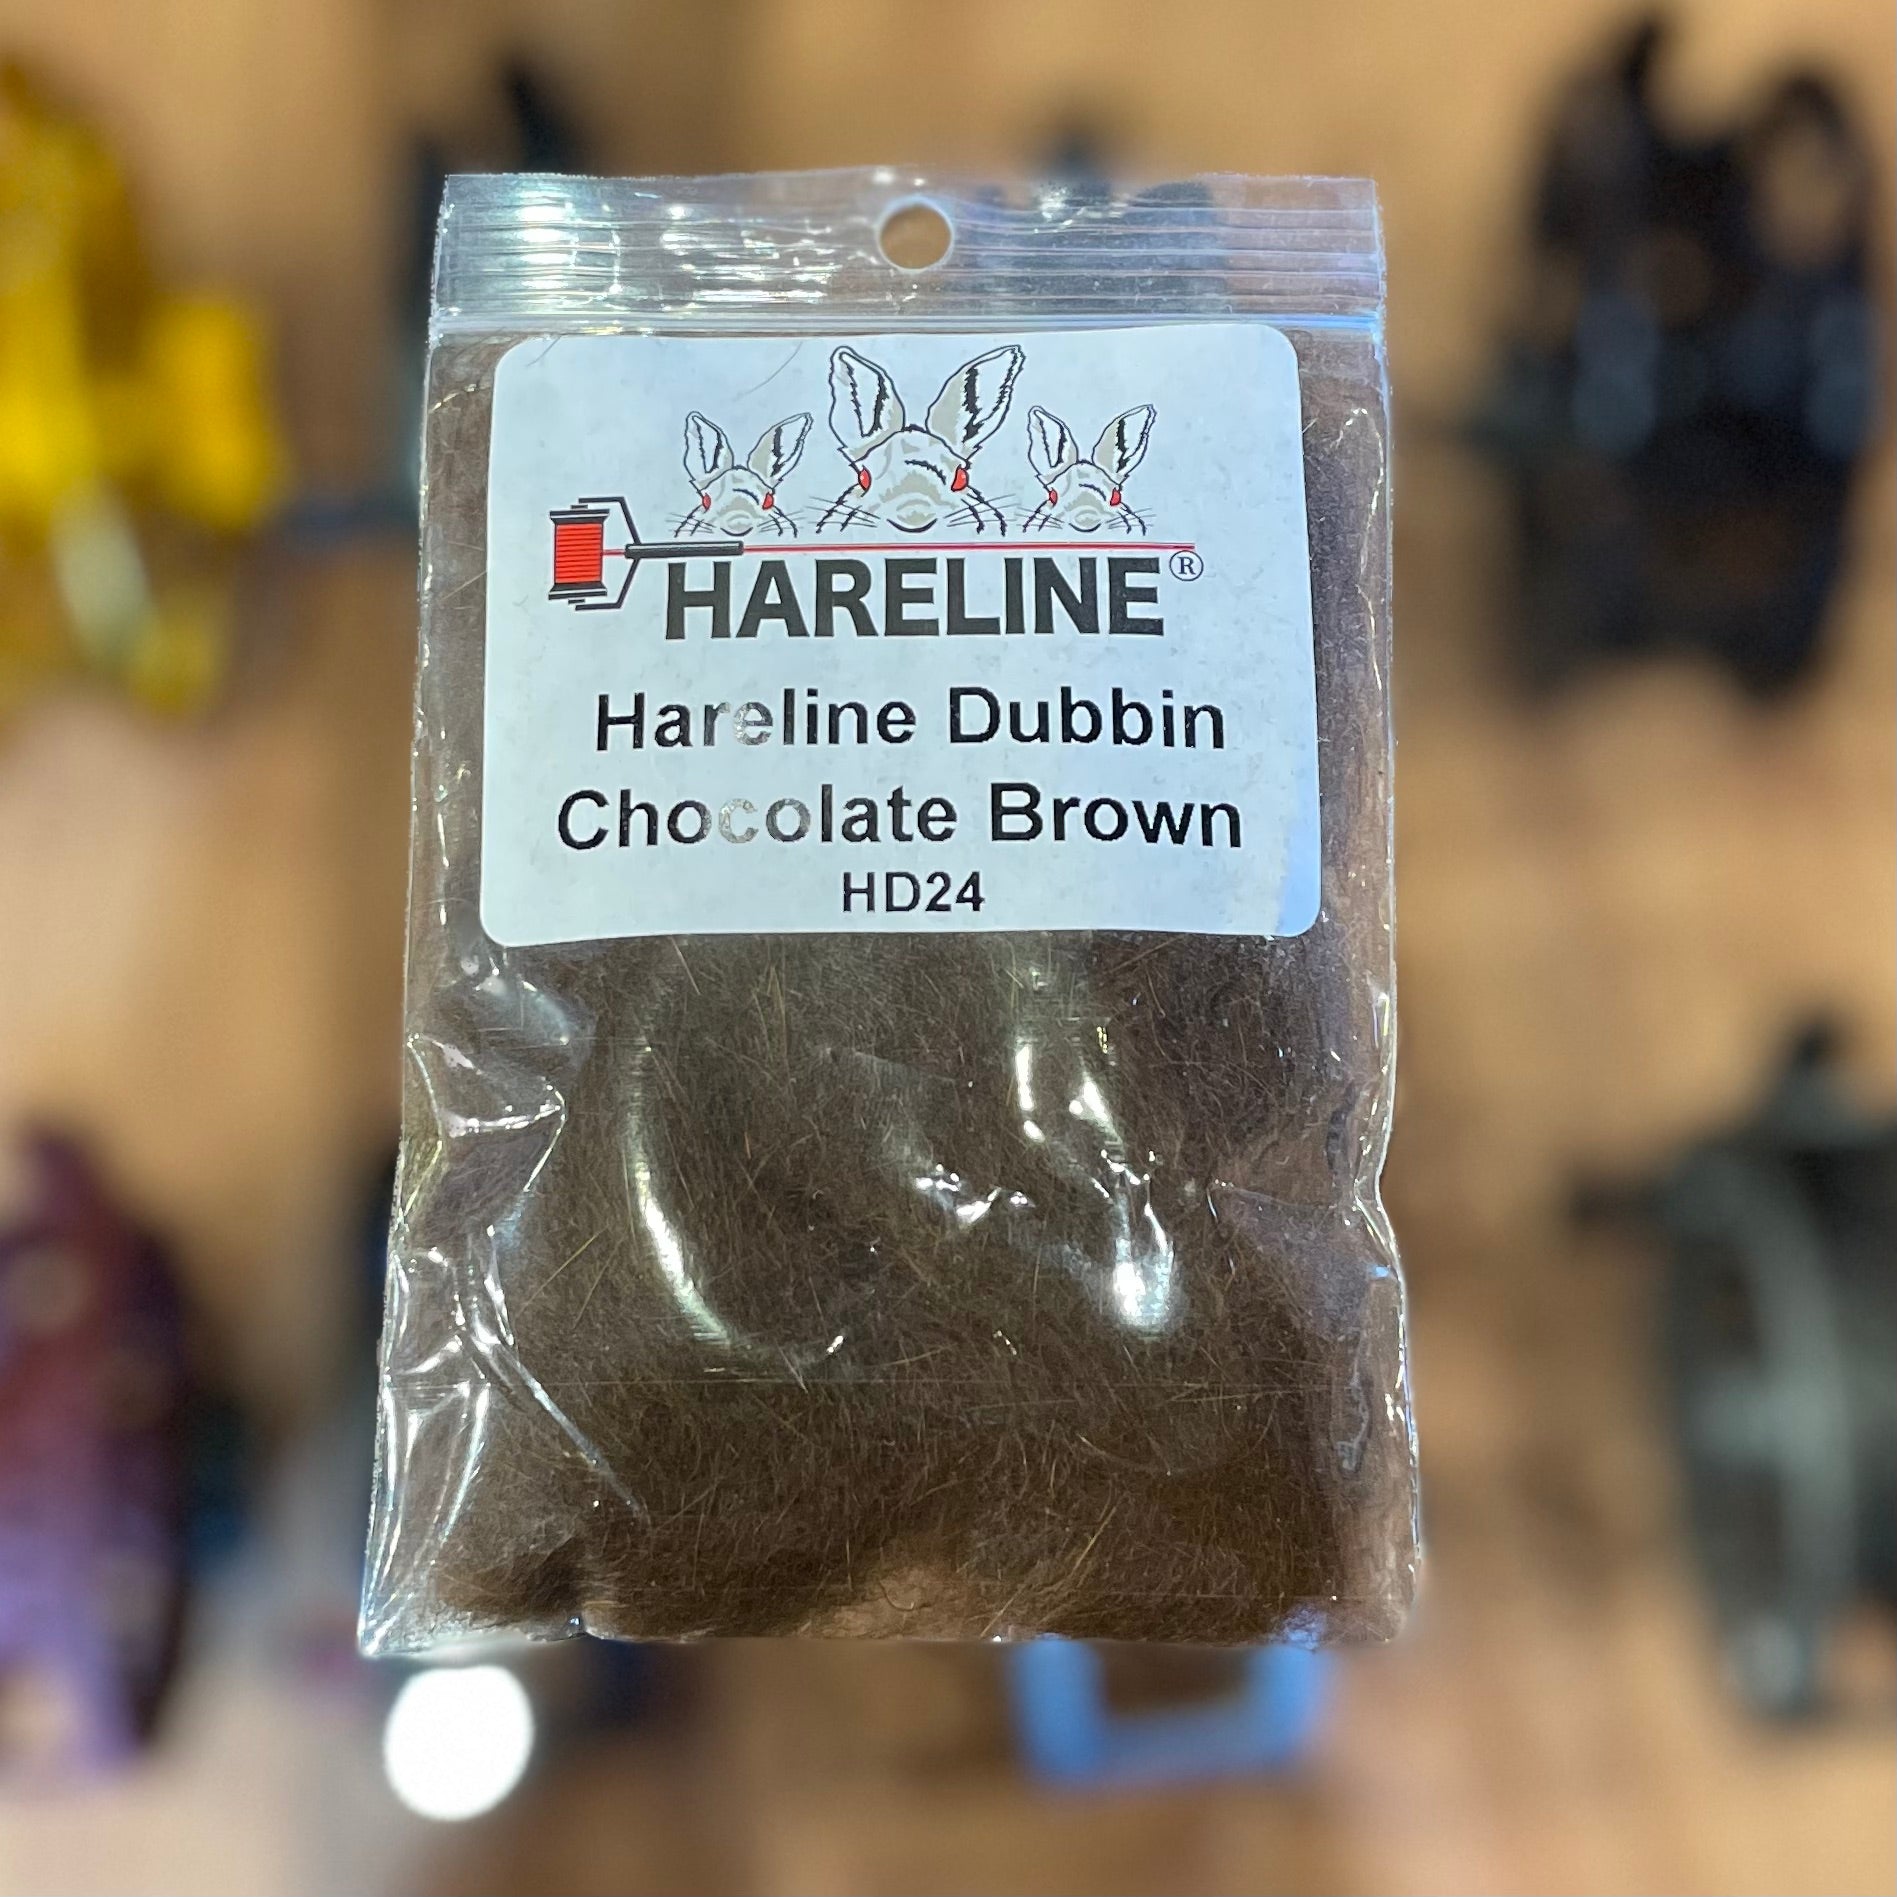 HARELINE®
Hareline Dubbin
Chocolate Brown
HD24